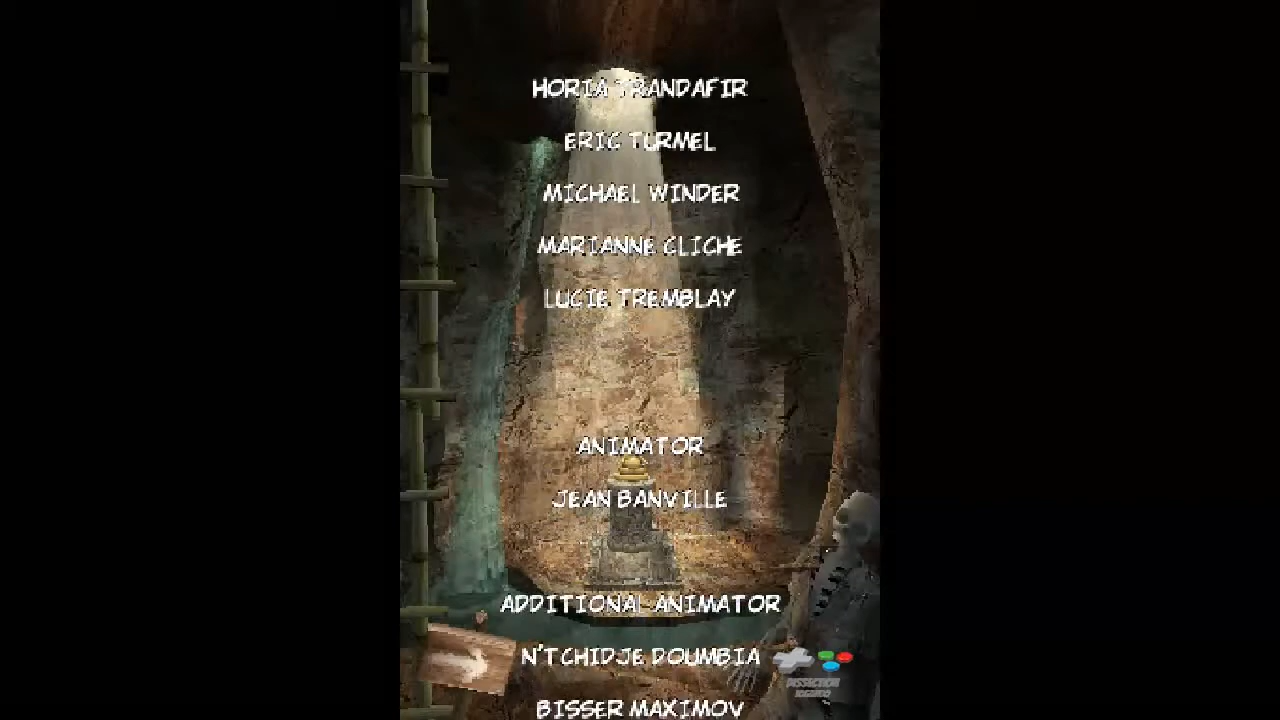 HORIA TRANDAFIR
ERIC TURMEL
MICHAEL WINDER
MARIANNE CLICHE
LUCIE TREMBLAY
ANIMATOR
JEAN BANVILLE
ADDITIONAL ANIMATOR
N'TCHIDJE DOUMBIA
BISSER MAXIMOV